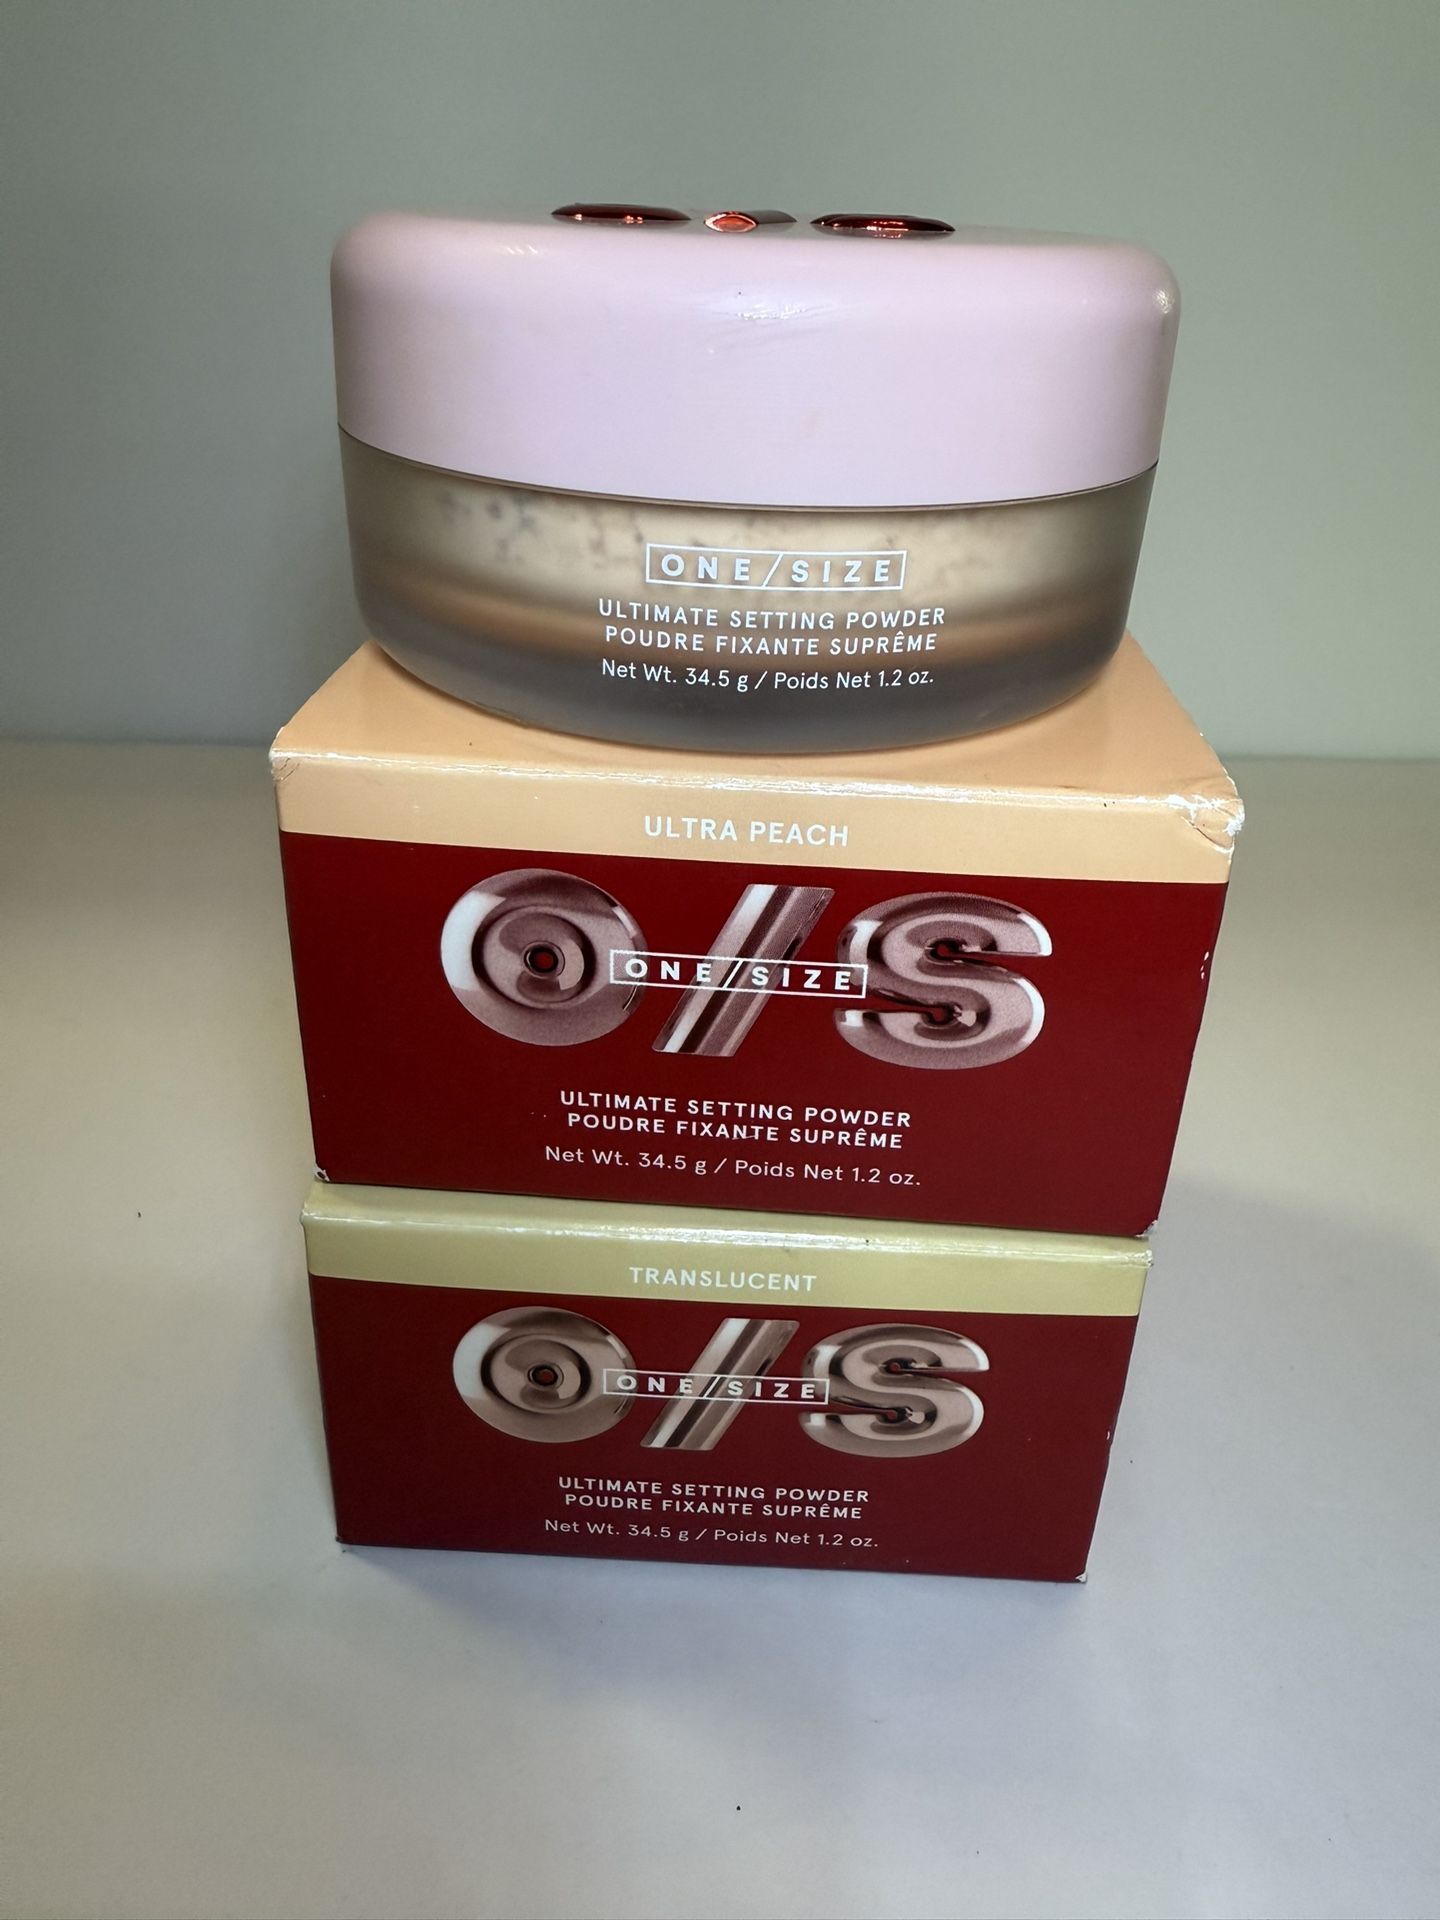 ONE/SIZE
ULTIMATE SETTING POWDER
POUDRE FIXANTE SUPRÊME
Net Wt. 34.5 g / Poids Net 1.2 oz.
ULTRA PEACH
O/S
ONE/SIZE
ULTIMATE SETTING POWDER
POUDRE FIXANTE SUPRÊME
Net Wt. 34.5 g / Poids Net 1.2 oz.
TRANSLUCENT
O/S
ONE/SIZE
ULTIMATE SETTING POWDER
POUDRE FIXANTE SUPRÊME
Net Wt. 34.5 g / Poids Net 1.2 oz.